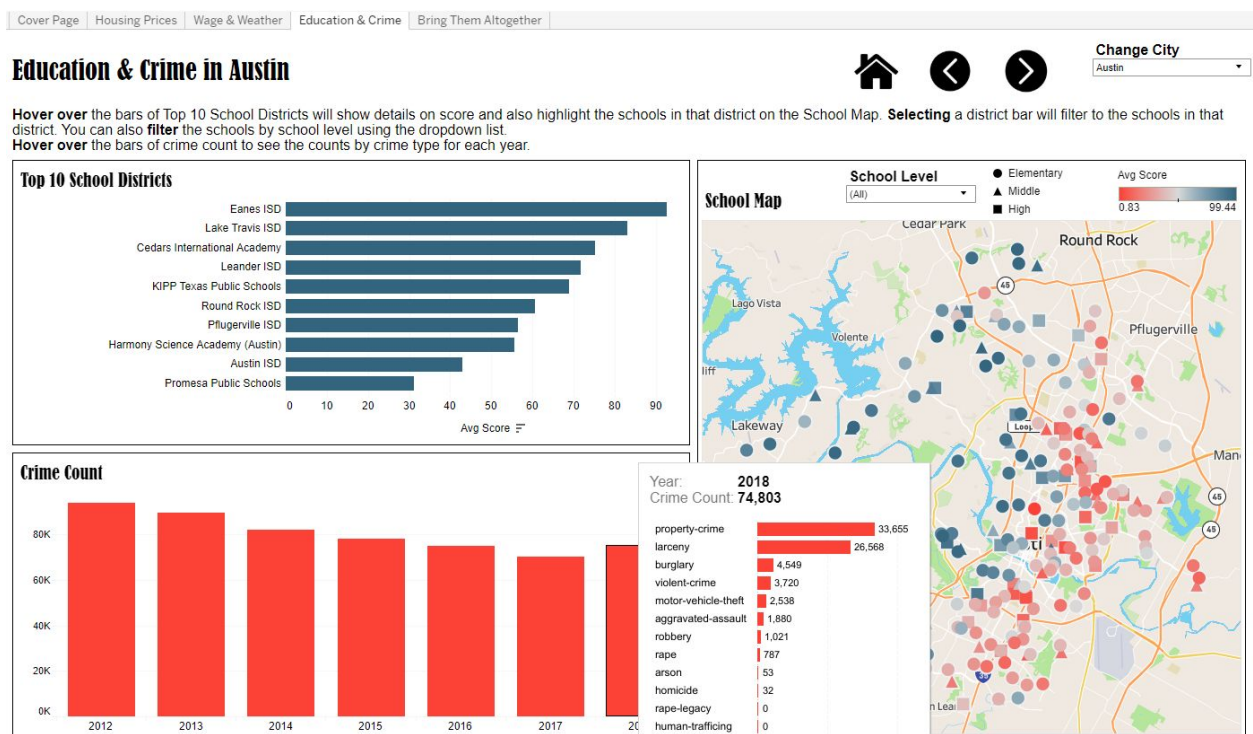 Cover Page
Housing Prices
Wage & Weather
Education & Crime
Bring Them Altogether
Education & Crime in Austin
Change City
Austin
Hover over the bars of Top 10 School Districts will show details on score and also highlight the schools in that district on the School Map. Selecting a district bar will filter to the schools in that
district. You can also filter the schools by school level using the dropdown list.
Hover over the bars of crime count to see the counts by crime type for each year.
Top 10 School Districts
Eanes ISD
Lake Travis ISD
Cedars International Academy
Leander ISD
KIPP Texas Public Schools
Round Rock ISD
Pflugerville ISD
Harmony Science Academy (Austin)
Austin ISD
Promesa Public Schools
0 10 20 30 40 50 60 70 80 90
Avg Score
School Map
School Level
(All)
Elementary
Middle
High
Avg Score
0.83 99.44
Cedar Park
Round Rock
45
Lago Vista
Volente
Pflugerville
liff
Lakeway
Loop
Man
45
45
sti
35
n Lea
Crime Count
80K
60K
40K
20K
0K
2012 2013 2014 2015 2016 2017 20
Year: 2018
Crime Count: 74,803
property-crime 33,655
larceny 26,568
burglary 4,549
violent-crime 3,720
motor-vehicle-theft 2,538
aggravated-assault 1,880
robbery 1,021
rape 787
arson 53
homicide 32
rape-legacy 0
human-trafficing 0